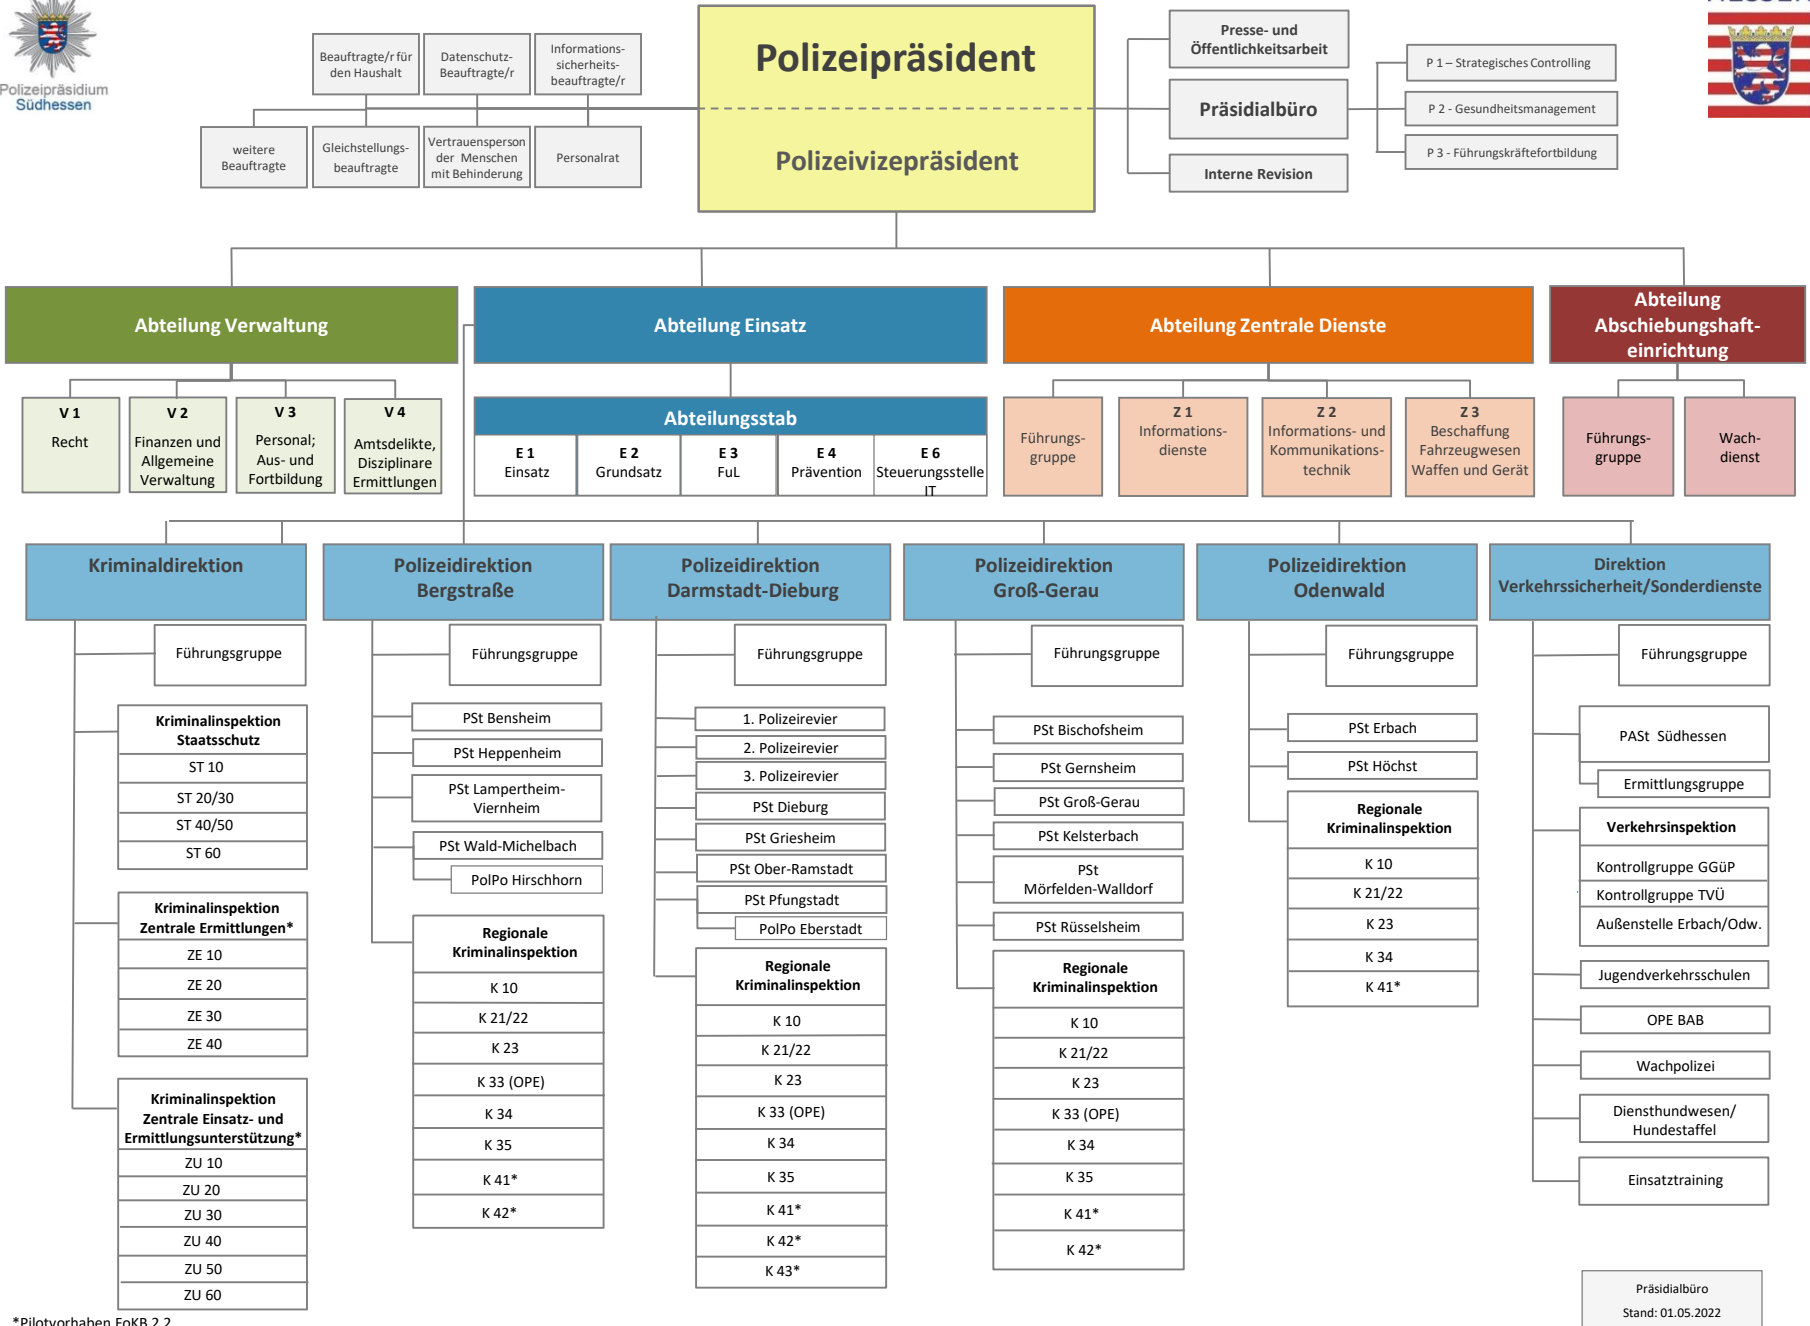 Polizeipräsidium
Südhessen
Beauftragte/r für
den Haushalt
Datenschutz-
Beauftragte/r
Informations-
sicherheits-
beauftragte/r
weitere
Beauftragte
Gleichstellungs-
beauftragte
Vertrauensperson
der Menschen
mit Behinderung
Personalrat
Polizeipräsident
Polizeivizepräsident
Presse- und
Öffentlichkeitsarbeit
Präsidialbüro
Interne Revision
P 1 – Strategisches Controlling
P 2 - Gesundheitsmanagement
P 3 - Führungskräftefortbildung
Abteilung Verwaltung
V 1
Recht
V 2
Finanzen und
Allgemeine
Verwaltung
V 3
Personal;
Aus- und
Fortbildung
V 4
Amtsdelikte,
Disziplinare
Ermittlungen
Abteilung Einsatz
Abteilungsstab
E 1
Einsatz
E 2
Grundsatz
E 3
FuL
E 4
Prävention
E 6
Steuerungsstelle
IT
Abteilung Zentrale Dienste
Führungs-
gruppe
Z 1
Informations-
dienste
Z 2
Informations- und
Kommunikations-
technik
Z 3
Beschaffung
Fahrzeugwesen
Waffen und Gerät
Abteilung
Abschiebungshaft-
einrichtung
Führungs-
gruppe
Wach-
dienst
Kriminaldirektion
Führungsgruppe
Kriminalinspektion
Staatsschutz
ST 10
ST 20/30
ST 40/50
ST 60
Kriminalinspektion
Zentrale Ermittlungen*
ZE 10
ZE 20
ZE 30
ZE 40
Kriminalinspektion
Zentrale Einsatz- und
Ermittlungsunterstützung*
ZU 10
ZU 20
ZU 30
ZU 40
ZU 50
ZU 60
Polizeidirektion
Bergstraße
Führungsgruppe
PSt Bensheim
PSt Heppenheim
PSt Lampertheim-
Viernheim
PSt Wald-Michelbach
PolPo Hirschhorn
Regionale
Kriminalinspektion
K 10
K 21/22
K 23
K 33 (OPE)
K 34
K 35
K 41*
K 42*
Polizeidirektion
Darmstadt-Dieburg
Führungsgruppe
1. Polizeirevier
2. Polizeirevier
3. Polizeirevier
PSt Dieburg
PSt Griesheim
PSt Ober-Ramstadt
PSt Pfungstadt
PolPo Eberstadt
Regionale
Kriminalinspektion
K 10
K 21/22
K 23
K 33 (OPE)
K 34
K 35
K 41*
K 42*
K 43*
Polizeidirektion
Groß-Gerau
Führungsgruppe
PSt Bischofsheim
PSt Gernsheim
PSt Groß-Gerau
PSt Kelsterbach
PSt
Mörfelden-Walldorf
PSt Rüsselsheim
Regionale
Kriminalinspektion
K 10
K 21/22
K 23
K 33 (OPE)
K 34
K 35
K 41*
K 42*
Polizeidirektion
Odenwald
Führungsgruppe
PSt Erbach
PSt Höchst
Regionale
Kriminalinspektion
K 10
K 21/22
K 23
K 34
K 41*
Direktion
Verkehrssicherheit/Sonderdienste
Führungsgruppe
PASt Südhessen
Ermittlungsgruppe
Verkehrsinspektion
Kontrollgruppe GGüP
Kontrollgruppe TVÜ
Außenstelle Erbach/Odw.
Jugendverkehrsschulen
OPE BAB
Wachpolizei
Diensthundwesen/
Hundestaffel
Einsatztraining
Präsidialbüro
Stand: 01.05.2022
*Pilotvorhaben FoKB 2.2